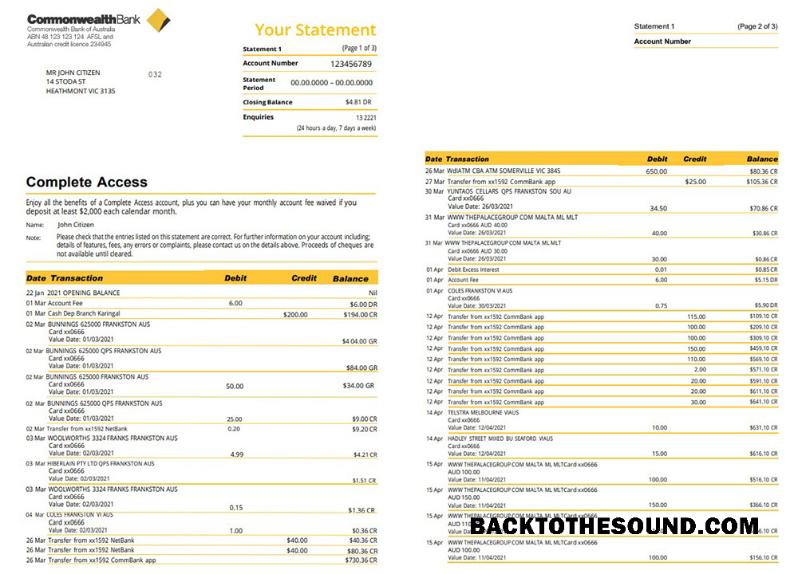 CommonwealthBank
Commonwealth Bank of Australia
ABN 48 123 123 124 AFSL and
Australian credit licence 234945
MR JOHN CITIZEN
14 STODA ST
HEATHMONT VIC 3135
032
Your Statement
Statement 1 (Page 1 of 3)
Account Number 123456789
Statement Period 00.00.0000 – 00.00.0000
Closing Balance $4.81 DR
Enquiries 13 2221
(24 hours a day, 7 days a week)
Complete Access
Enjoy all the benefits of a Complete Access account, plus you can have your monthly account fee waived if you
deposit at least $2,000 each calendar month.
Name: John Citizen
Note: Please check that the entries listed on this statement are correct. For further information on your account including;
details of features, fees, any errors or complaints, please contact us on the details above. Proceeds of cheques are
not available until cleared.
Date Transaction Debit Credit Balance
22 Jan 2021 OPENING BALANCE Nil
01 Mar Account Fee 6.00 $6.00 DR
01 Mar Cash Dep Branch Karingal $200.00 $194.00 CR
02 Mar BUNNINGS 625000 FRANKSTON AUS
Card xx0666
Value Date: 01/03/2021 $404.00 GR
02 Mar BUNNINGS 625000 QPS FRANKSTON AUS
Card xx0666
Value Date: 01/03/2021 $84.00 GR
02 Mar BUNNINGS 625000 FRANKSTON AUS
Card xx0666
Value Date: 01/03/2021 50.00 $34.00 GR
02 Mar BUNNINGS 625000 QPS FRANKSTON AUS
Card xx0666
Value Date: 01/03/2021 25.00 $9.00 CR
02 Mar Transfer from xx1592 NetBank 0.20 $9.20 CR
03 Mar WOOLWORTHS 3324 FRANKS FRANKSTON AUS
Card xx0666
Value Date: 02/03/2021 4.99 $4.21 CR
03 Mar HIBERLAIN PTY LTD QPS FRANKSTON AUS
Card xx0666
Value Date: 02/03/2021 $1.51 CR
03 Mar WOOLWORTHS 3324 FRANKS FRANKSTON AUS
Card xx0666
Value Date: 02/03/2021 0.15 $1.36 CR
04 Mar COLES FRANKSTON VI AUS
Card xx0666
Value Date: 02/03/2021 1.00 $0.36 CR
26 Mar Transfer from xx1592 NetBank $40.00 $40.36 CR
26 Mar Transfer from xx1592 NetBank $40.00 $80.36 CR
26 Mar Transfer from xx1592 CommBank app $730.36 CR
Statement 1 (Page 2 of 3)
Account Number
Date Transaction Debit Credit Balance
26 Mar WdlATM CBA ATM SOMERVILLE VIC 3845 650.00 $80.36 CR
27 Mar Transfer from xx1592 CommBank app $25.00 $105.36 CR
30 Mar YUNTAOS CELLARS QPS FRANKSTON SOU AU
Card xx0666
Value Date: 26/03/2021 34.50 $70.86 CR
31 Mar WWW THEPALACEGROUP COM MALTA ML MLT
Card xx0666 AUD 40.00
Value Date: 26/03/2021 40.00 $30.86 CR
31 Mar WWW THEPALACEGROUP COM MALTA ML MLT
Card xx0666 AUD 30.00
Value Date: 26/03/2021 30.00 $0.86 CR
01 Apr Debit Excess Interest 0.01 $0.85 CR
01 Apr Account Fee 6.00 $5.15 DR
01 Apr COLES FRANKSTON VI AUS
Card xx0666
Value Date: 30/03/2021 0.75 $5.90 DR
12 Apr Transfer from xx1592 CommBank app 115.00 $109.10 CR
12 Apr Transfer from xx1592 CommBank app 100.00 $209.10 CR
12 Apr Transfer from xx1592 CommBank app 100.00 $309.10 CR
12 Apr Transfer from xx1592 CommBank app 150.00 $459.10 CR
12 Apr Transfer from xx1592 CommBank app 110.00 $569.10 CR
12 Apr Transfer from xx1592 CommBank app 2.00 $571.10 CR
12 Apr Transfer from xx1592 CommBank app 20.00 $591.10 CR
12 Apr Transfer from xx1592 CommBank app 20.00 $611.10 CR
12 Apr Transfer from xx1592 CommBank app 30.00 $641.10 CR
14 Apr TELSTRA MELBOURNE VIAUS
Card xx0666
Value Date: 12/04/2021 10.00 $631.10 CR
14 Apr HADLEY STREET MIXED BU SEAFORD VIAUS
Card xx0666
Value Date: 12/04/2021 15.00 $616.10 CR
15 Apr WWW THEPALACEGROUP COM MALTA ML MLTCard xx0666
AUD 100.00
Value Date: 11/04/2021 100.00 $516.10 CR
15 Apr WWW THEPALACEGROUP COM MALTA ML MLTCard xx0666
AUD 150.00
Value Date: 11/04/2021 150.00 $366.10 CR
15 Apr WWW THEPALACEGROUP COM MALTA ML MLTCard xx0666
AUD
BACKTOTHESOUND.COM
15 Apr WWW THEPALACEGROUP COM MALTA ML MLTCard xx0666
AUD 100.00
Value Date: 11/04/2021 100.00 $156.10 CR